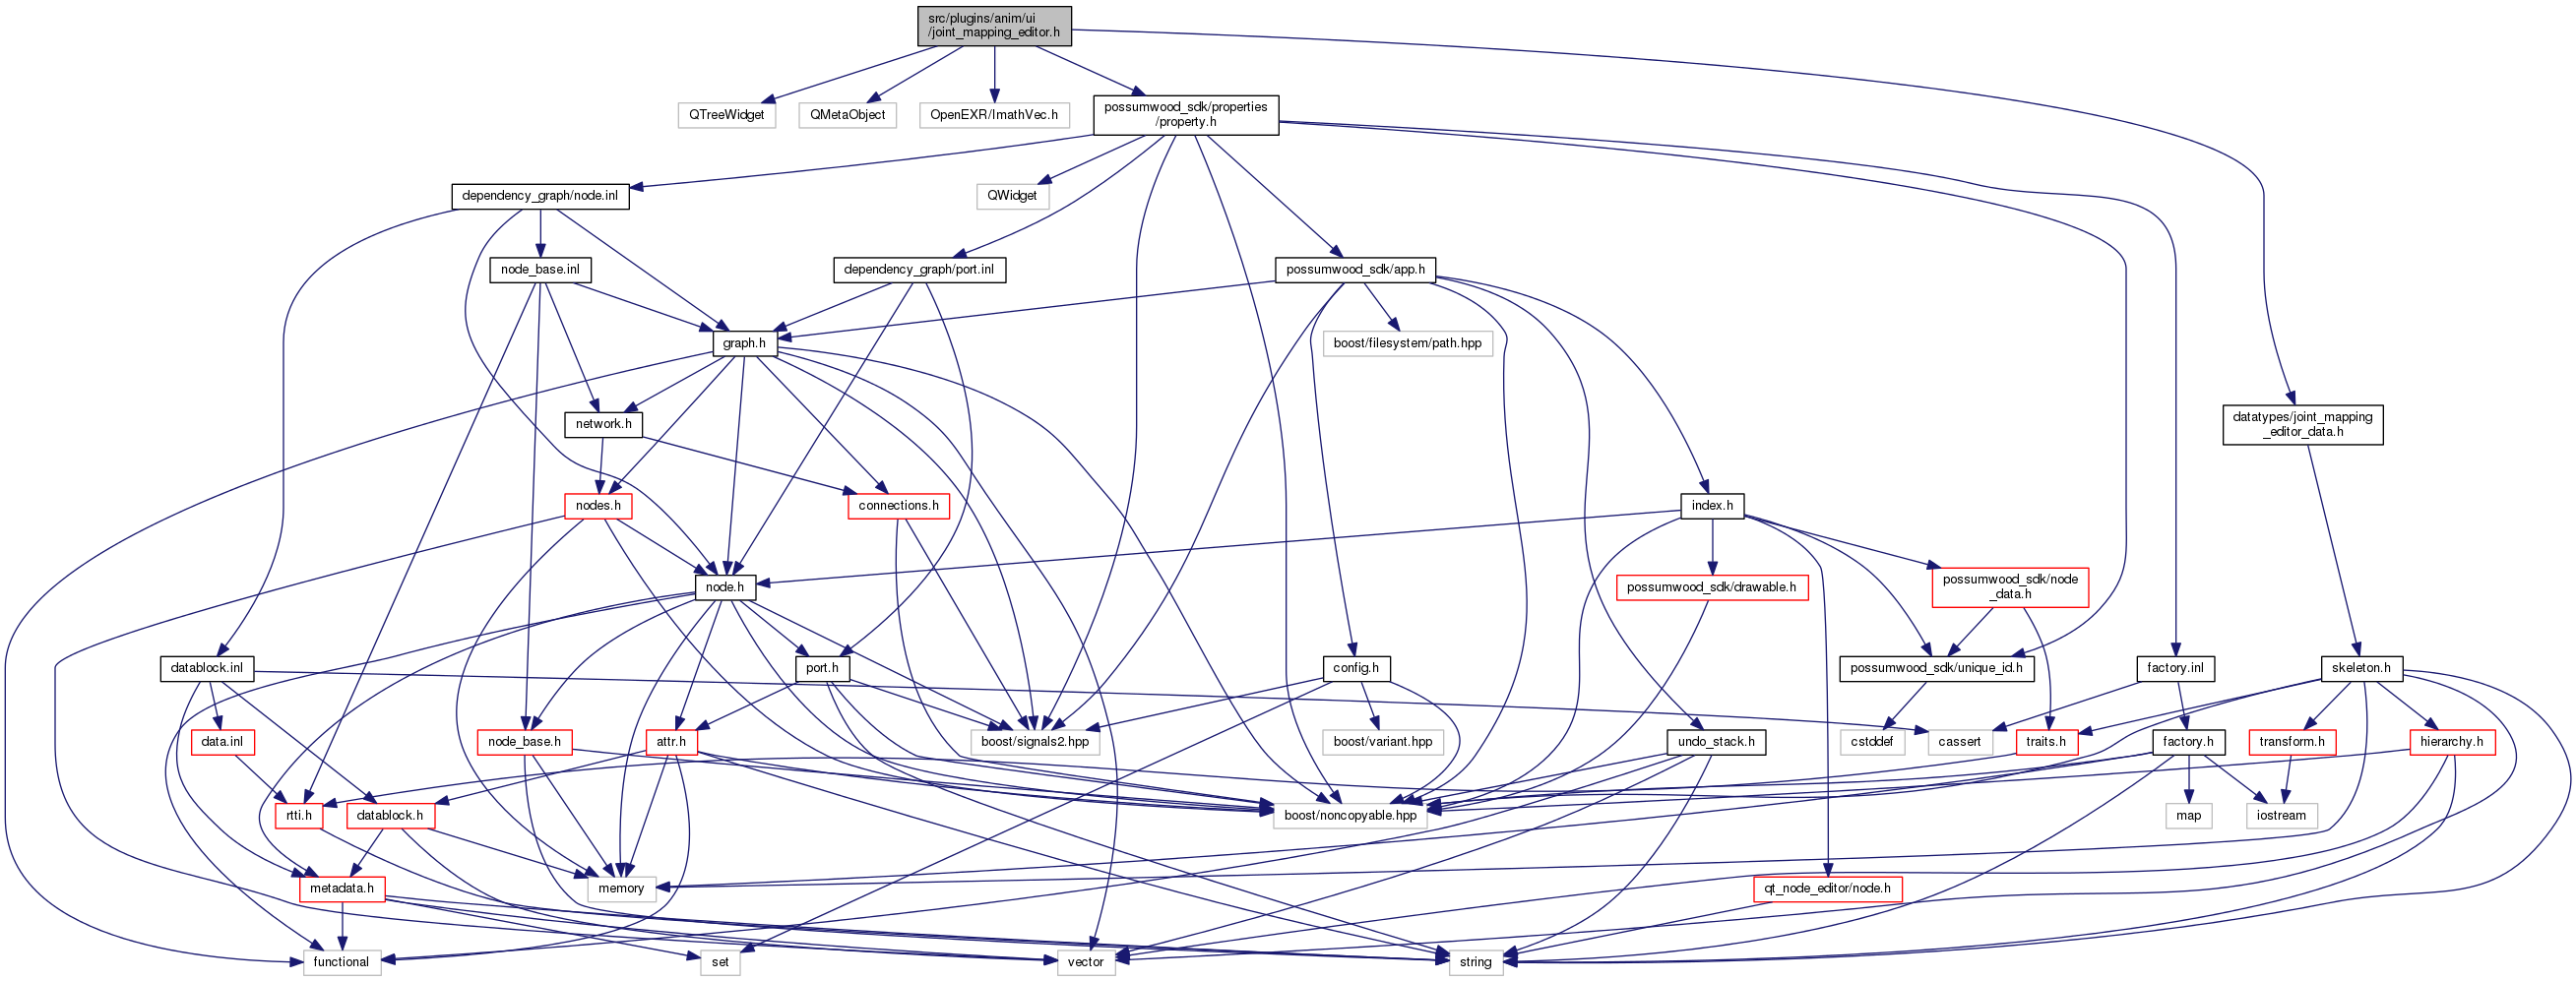 src/plugins/anim/ui
/joint_mapping_editor.h
QTreeWidget
QMetaObject
OpenEXR/ImathVec.h
possumwood_sdk/properties
/property.h
dependency_graph/node.inl
QWidget
node_base.inl
dependency_graph/port.inl
possumwood_sdk/app.h
graph.h
boost/filesystem/path.hpp
network.h
datatypes/joint_mapping
_editor_data.h
nodes.h
connections.h
index.h
node.h
possumwood_sdk/drawable.h
possumwood_sdk/node
_data.h
datablock.inl
port.h
config.h
possumwood_sdk/unique_id.h
factory.inl
skeleton.h
data.inl
node_base.h
attr.h
boost/signals2.hpp
boost/variant.hpp
undo_stack.h
cstddef
cassert
traits.h
factory.h
transform.h
hierarchy.h
rtti.h
datablock.h
boost/noncopyable.hpp
map
iostream
metadata.h
memory
qt_node_editor/node.h
functional
set
vector
string